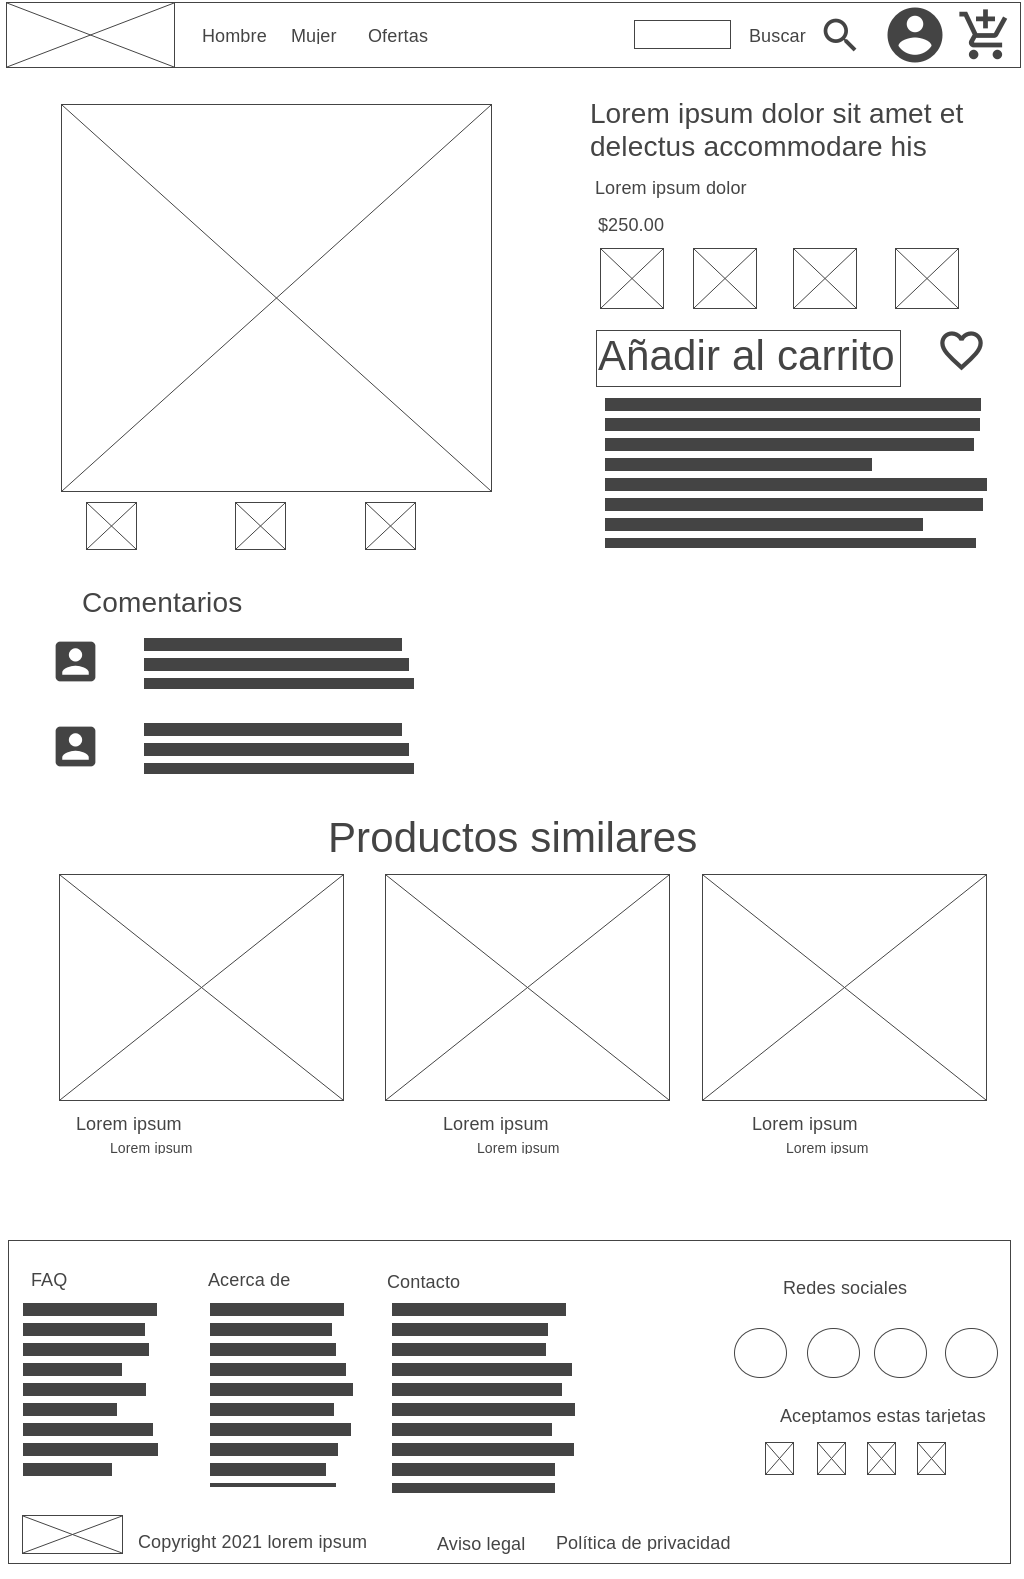 Hombre Mujer Ofertas Buscar
Lorem ipsum dolor sit amet et
delectus accommodare his
Lorem ipsum dolor
$250.00
Añadir al carrito
Comentarios
Productos similares
Lorem ipsum Lorem ipsum Lorem ipsum
Lorem ipsum Lorem ipsum Lorem ipsum
FAQ Acerca de Contacto Redes sociales
Aceptamos estas tarjetas
Copyright 2021 lorem ipsum Aviso legal Política de privacidad